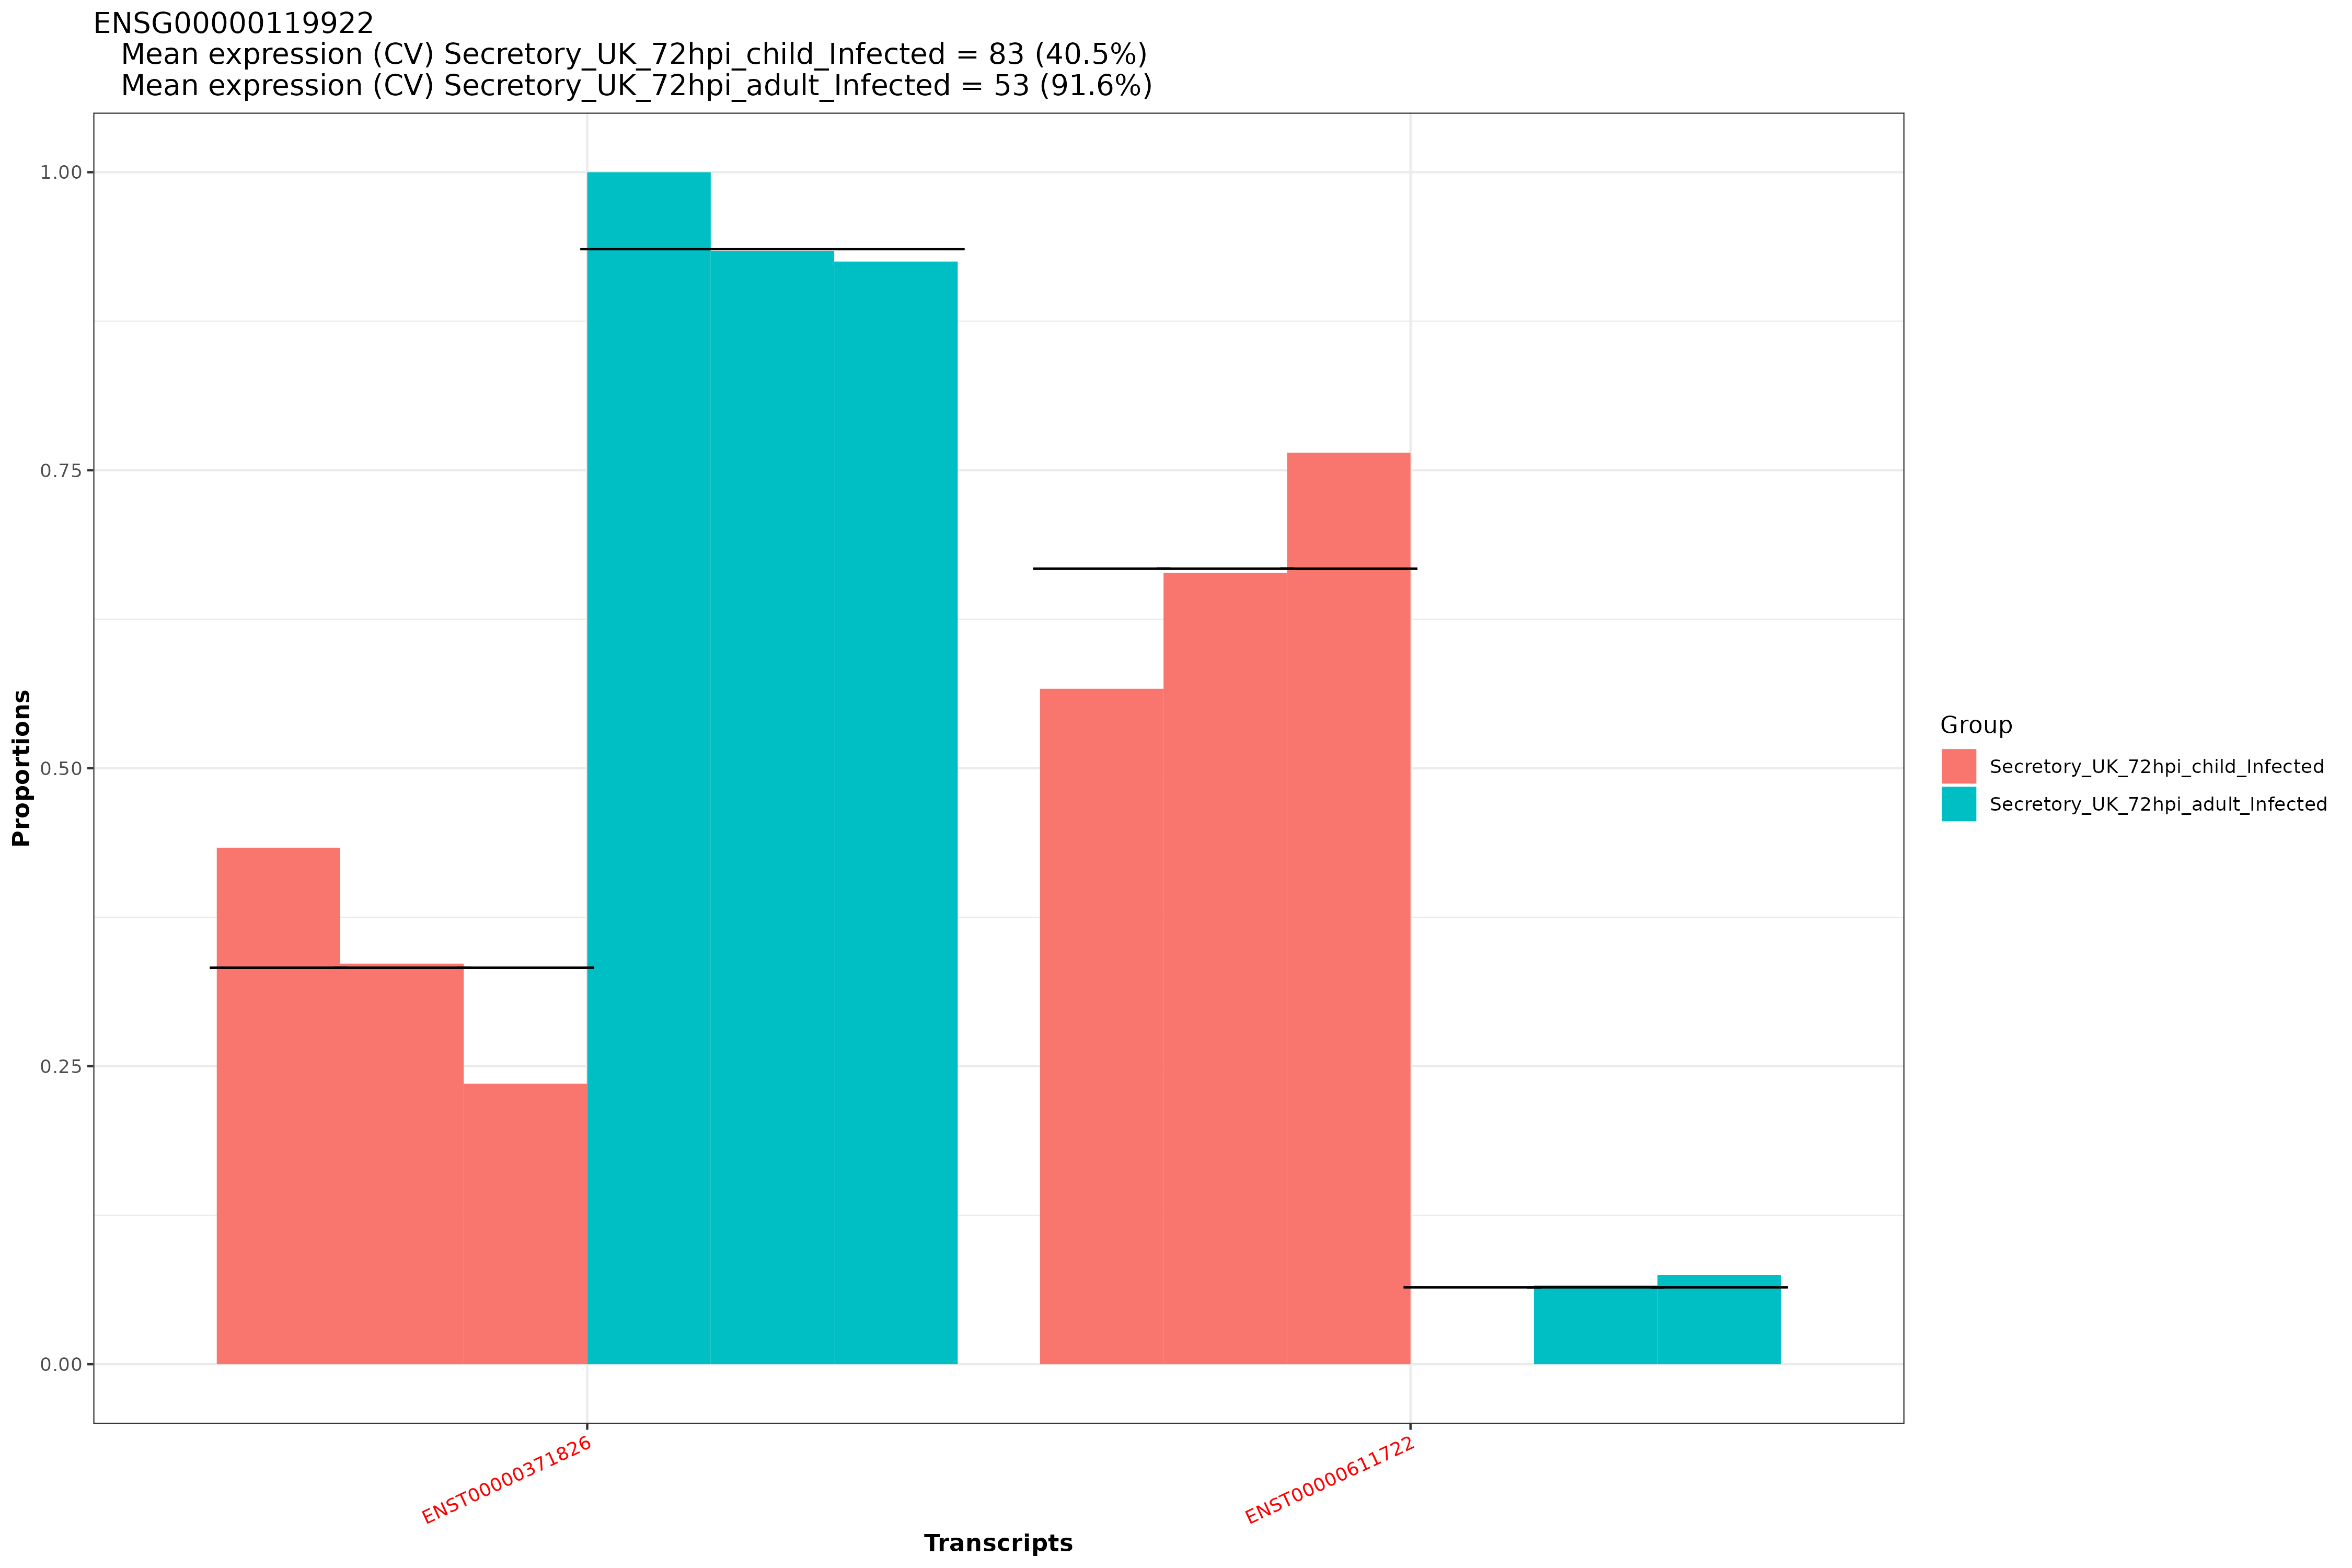 ENSG00000119922
Mean expression (CV) Secretory_UK_72hpi_child_Infected = 83 (40.5%)
Mean expression (CV) Secretory_UK_72hpi_adult_Infected = 53 (91.6%)
1.00
0.75
0.50
0.25
0.00
Proportions
ENST00000371826
ENST00000611722
Transcripts
Group
Secretory_UK_72hpi_child_Infected
Secretory_UK_72hpi_adult_Infected